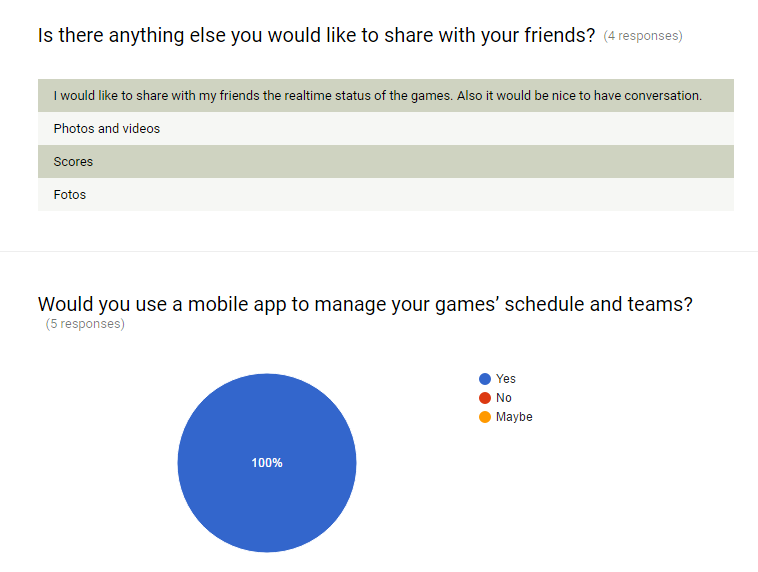 Is there anything else you would like to share with your friends? (4 responses)
I would like to share with my friends the realtime status of the games. Also it would be nice to have conversation.
Photos and videos
Scores
Fotos
Would you use a mobile app to manage your games’ schedule and teams?
(5 responses)
Yes
No
Maybe
100%